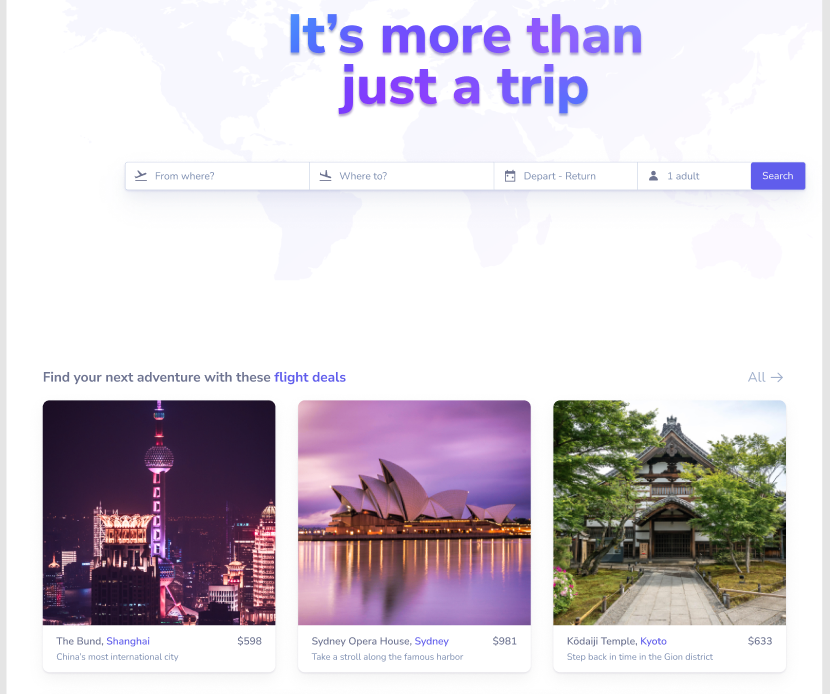 It's more than
just a trip
From where?
Where to?
Depart - Return
1 adult
Search
Find your next adventure with these flight deals
All
The Bund, Shanghai
$598
China's most international city
Sydney Opera House, Sydney
$981
Take a stroll along the famous harbor
Kōdaiji Temple, Kyoto
$633
Step back in time in the Gion district